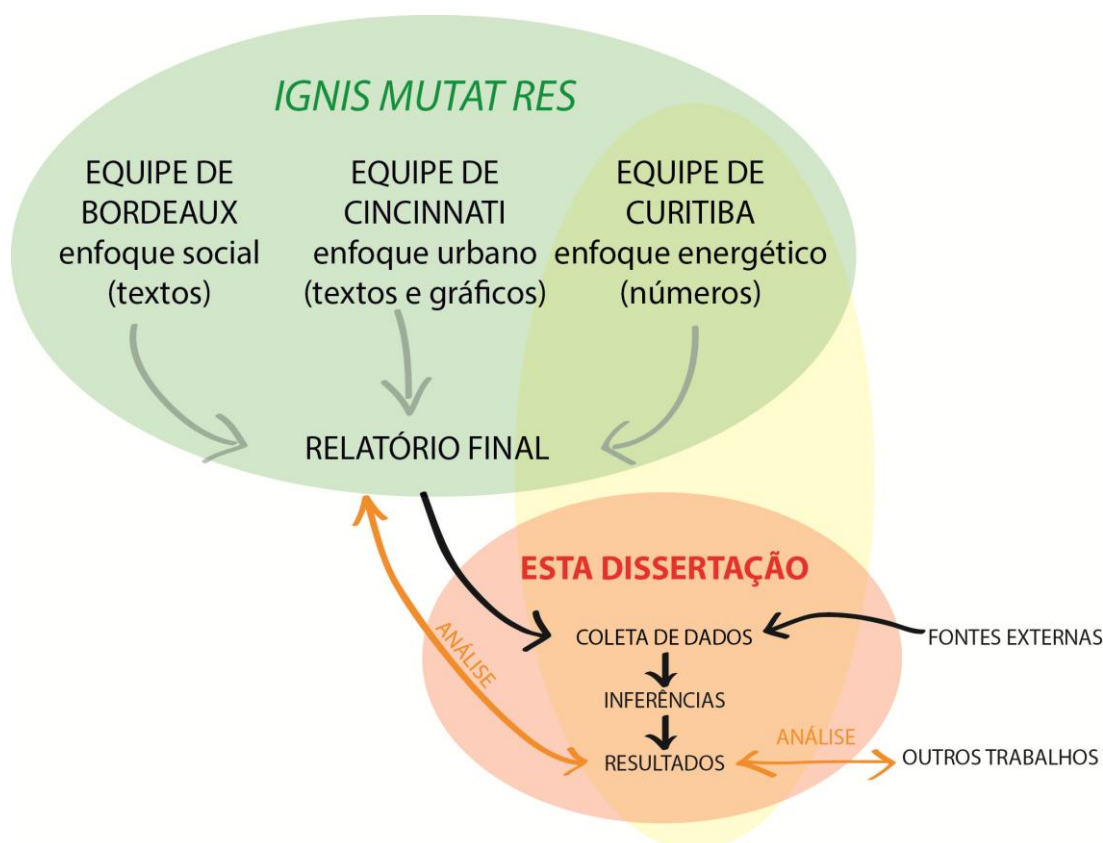 IGNIS MUTAT RES
EQUIPE DE
BORDEAUX
enfoque social
(textos)
EQUIPE DE
CINCINNATI
enfoque urbano
(textos e gráficos)
EQUIPE DE
CURITIBA
enfoque energético
(números)
RELATÓRIO FINAL
ESTA DISSERTAÇÃO
COLETA DE DADOS
FONTES EXTERNAS
ANÁLISE
INFERÊNCIAS
RESULTADOS
ANÁLISE
OUTROS TRABALHOS